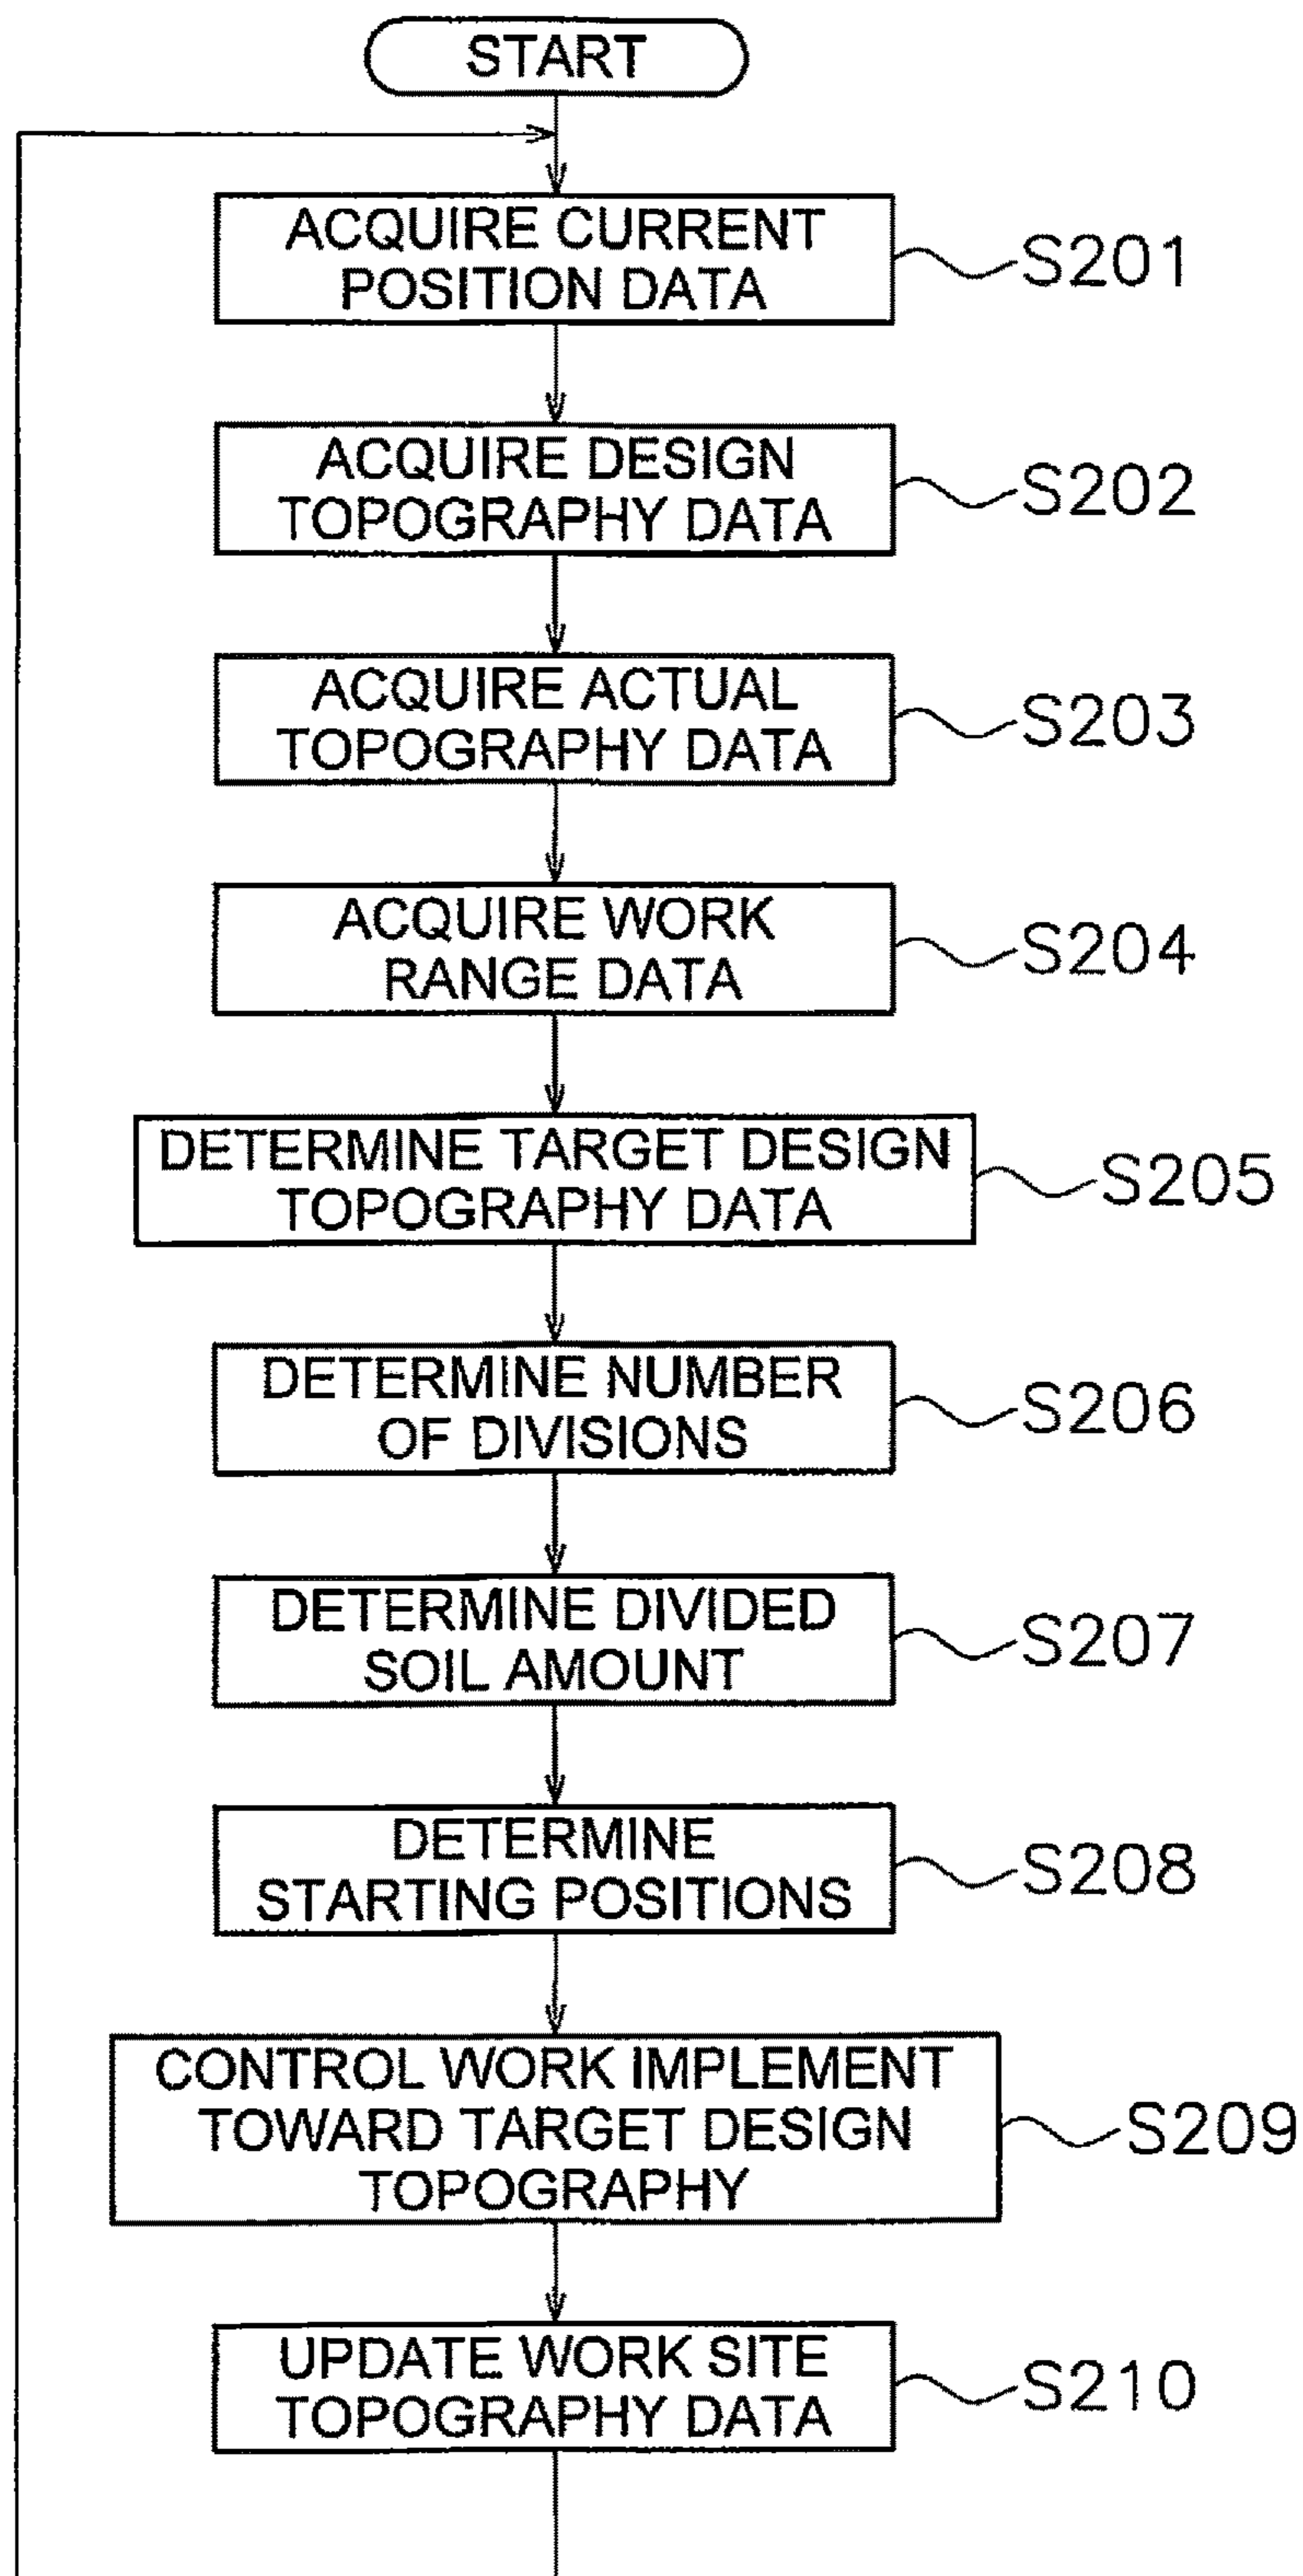 START
ACQUIRE CURRENT
POSITION DATA
S201
ACQUIRE DESIGN
TOPOGRAPHY DATA
S202
ACQUIRE ACTUAL
TOPOGRAPHY DATA
S203
ACQUIRE WORK
RANGE DATA
S204
DETERMINE TARGET DESIGN
TOPOGRAPHY DATA
S205
DETERMINE NUMBER
OF DIVISIONS
S206
DETERMINE DIVIDED
SOIL AMOUNT
S207
DETERMINE
STARTING POSITIONS
S208
CONTROL WORK IMPLEMENT
TOWARD TARGET DESIGN
TOPOGRAPHY
S209
UPDATE WORK SITE
TOPOGRAPHY DATA
S210